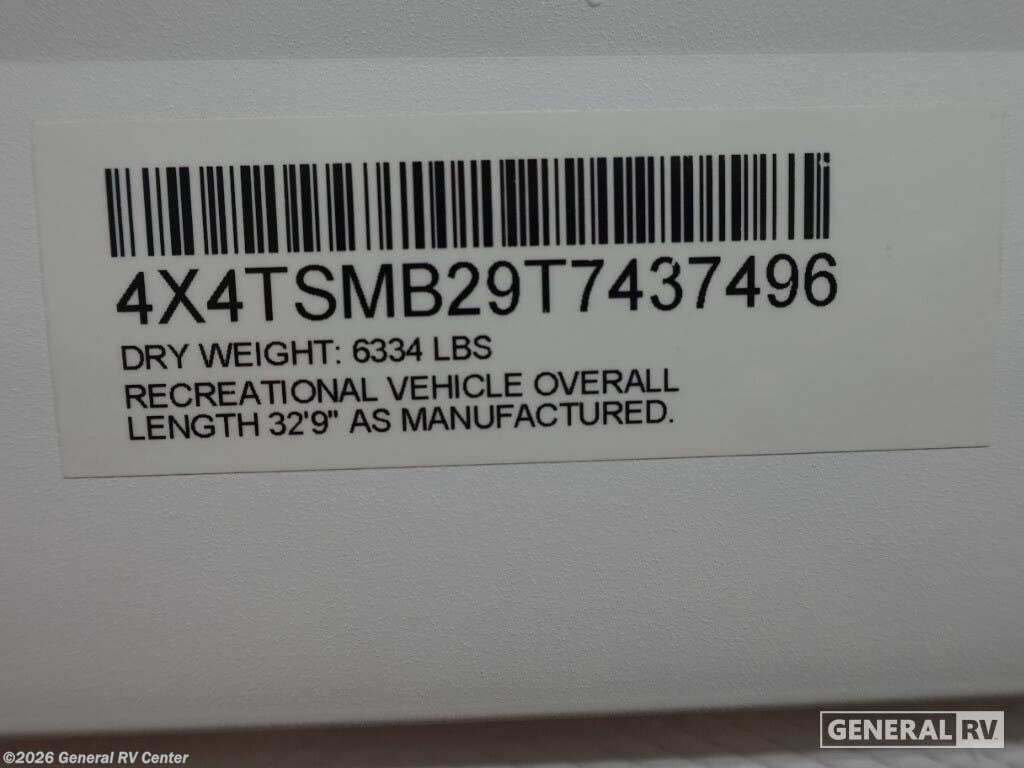 4X4TSMB29T7437496
DRY WEIGHT: 6334 LBS
RECREATIONAL VEHICLE OVERALL
LENGTH 32'9" AS MANUFACTURED.
GENERAL RV
©2026 General RV Center